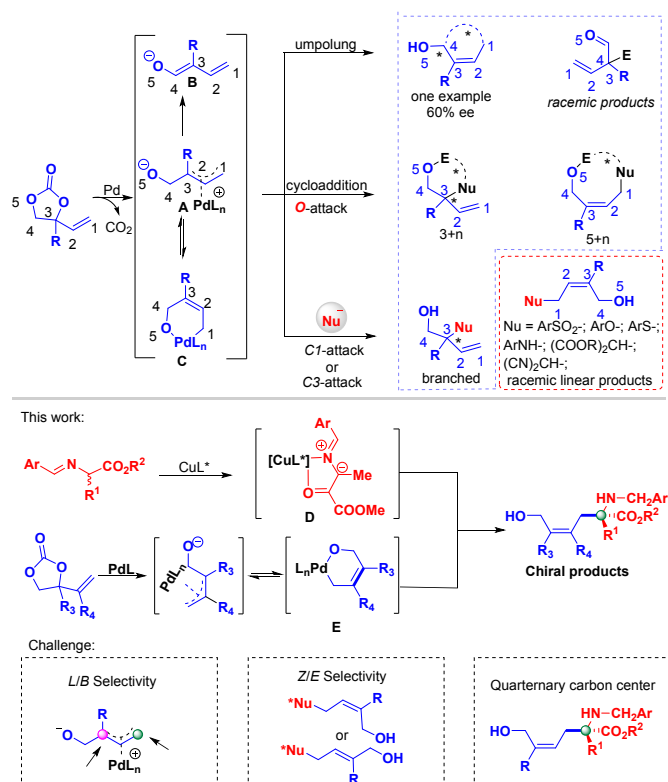 O
5
R
3
1
4
2
B
umpolung
HO
4
*
*
1
5
3
2
R
one example
60% ee
O
5
E
4
1
2
3
R
racemic products
O
5
O
O
3
4
R
2
1
Pd
CO2
R
2
1
O
5
3
4
A
PdLn
R
3
4
2
O
5
1
PdLn
C
cycloaddition
O-attack
E
*
O
5
Nu
4
3
*
1
R
2
3+n
E
*
O
5
Nu
4
1
3
2
R
5+n
Nu
C1-attack
or
C3-attack
HO
5
4
3
Nu
*
R
2
1
branched
2
R
3
5
Nu
OH
1
4
Nu = ArSO2-; ArO-; ArS-;
ArNH-; (COOR)2CH-;
(CN)2CH-;
racemic linear products
This work:
Ar
N
CO2R2
R1
CuL*
Ar
[CuL*]
N
Me
O
COOMe
D
O
O
O
R3
R4
PdL
O
PdLn
R3
R4
LnPd
O
R3
R4
E
HN-CH2Ar
HO
CO2R2
R1
R3
R4
Chiral products
Challenge:
L/B Selectivity
R
O
PdLn
Z/E Selectivity
*Nu
R
OH
or
*Nu
OH
R
Quarternary carbon center
HN-CH2Ar
HO
CO2R2
R1
R